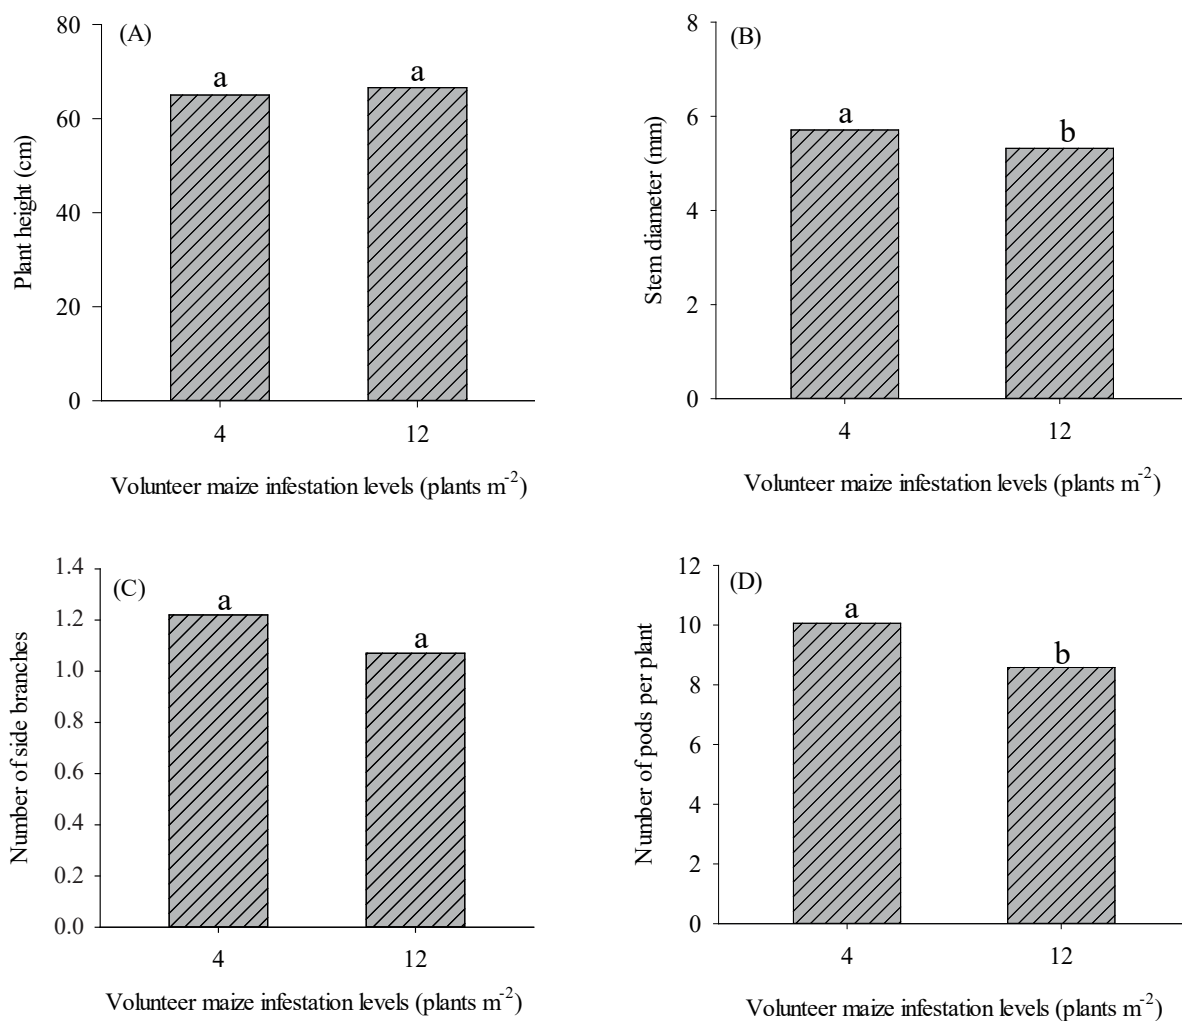 (A)
80
60
40
20
0
Plant height (cm)
a
a
4
12
Volunteer maize infestation levels (plants m-2)
(B)
8
6
4
2
0
Stem diameter (mm)
a
b
4
12
Volunteer maize infestation levels (plants m-2)
(C)
1.4
1.2
1.0
0.8
0.6
0.4
0.2
0.0
Number of side branches
a
a
4
12
Volunteer maize infestation levels (plants m-2)
(D)
12
10
8
6
4
2
0
Number of pods per plant
a
b
4
12
Volunteer maize infestation levels (plants m-2)